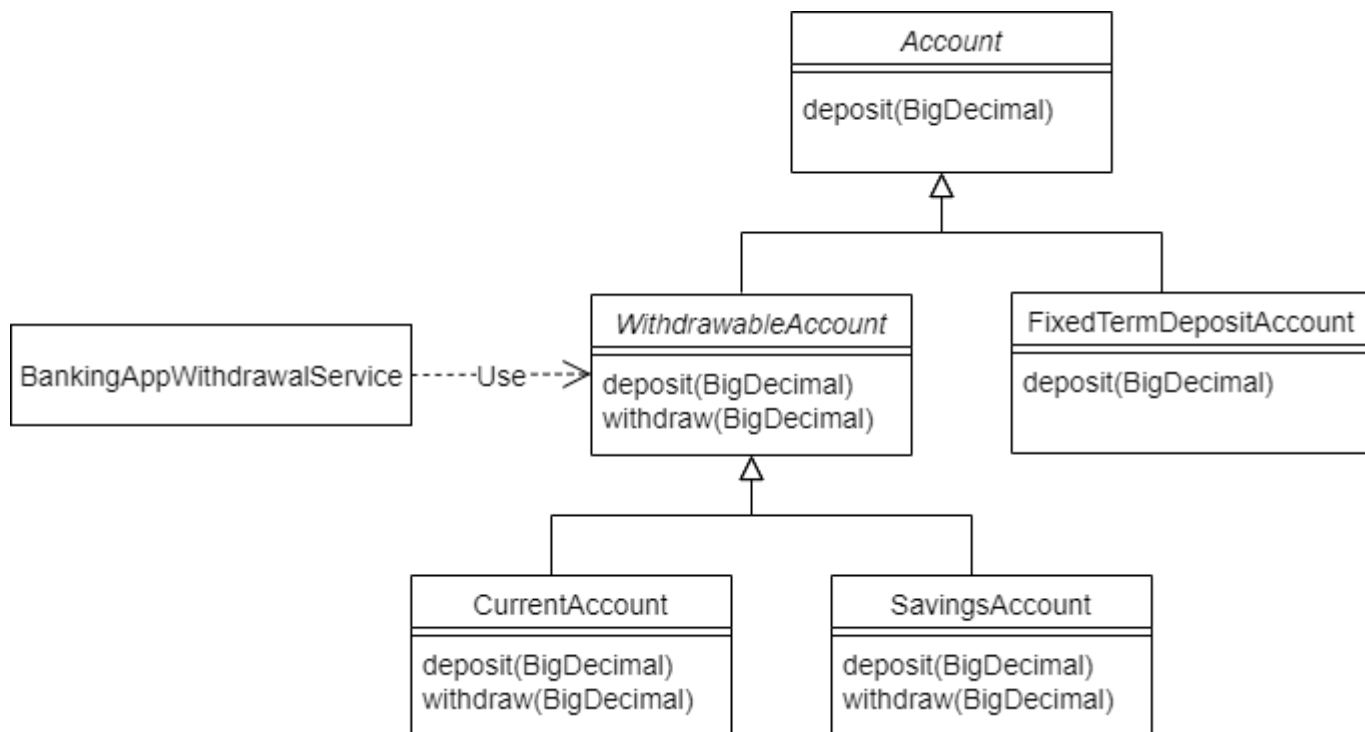 Account
deposit(BigDecimal)
WithdrawableAccount
deposit(BigDecimal)
withdraw(BigDecimal)
FixedTermDepositAccount
deposit(BigDecimal)
BankingAppWithdrawalService
Use
CurrentAccount
deposit(BigDecimal)
withdraw(BigDecimal)
SavingsAccount
deposit(BigDecimal)
withdraw(BigDecimal)